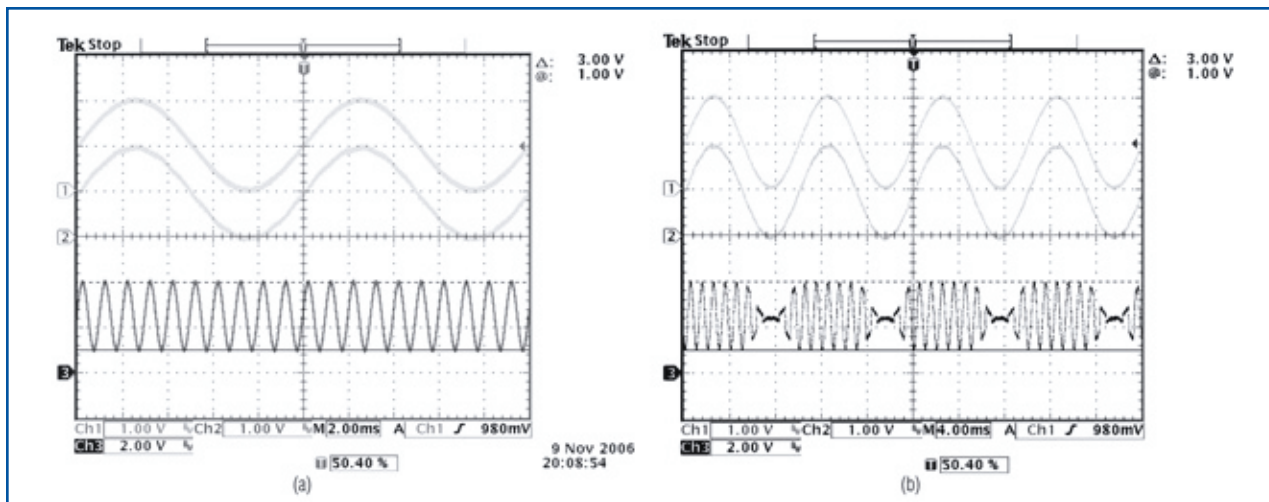 Tek Stop
Δ: 3.00 V
@: 1.00 V
1
2
3
Ch1 1.00 V Ch2 1.00 V M 2.00ms A Ch1 980mV
Ch3 2.00 V
9 Nov 2006
20:08:54
50.40 %
(a)
Tek Stop
Δ: 3.00 V
@: 1.00 V
1
2
3
Ch1 1.00 V Ch2 1.00 V M 4.00ms A Ch1 980mV
Ch3 2.00 V
50.40 %
(b)